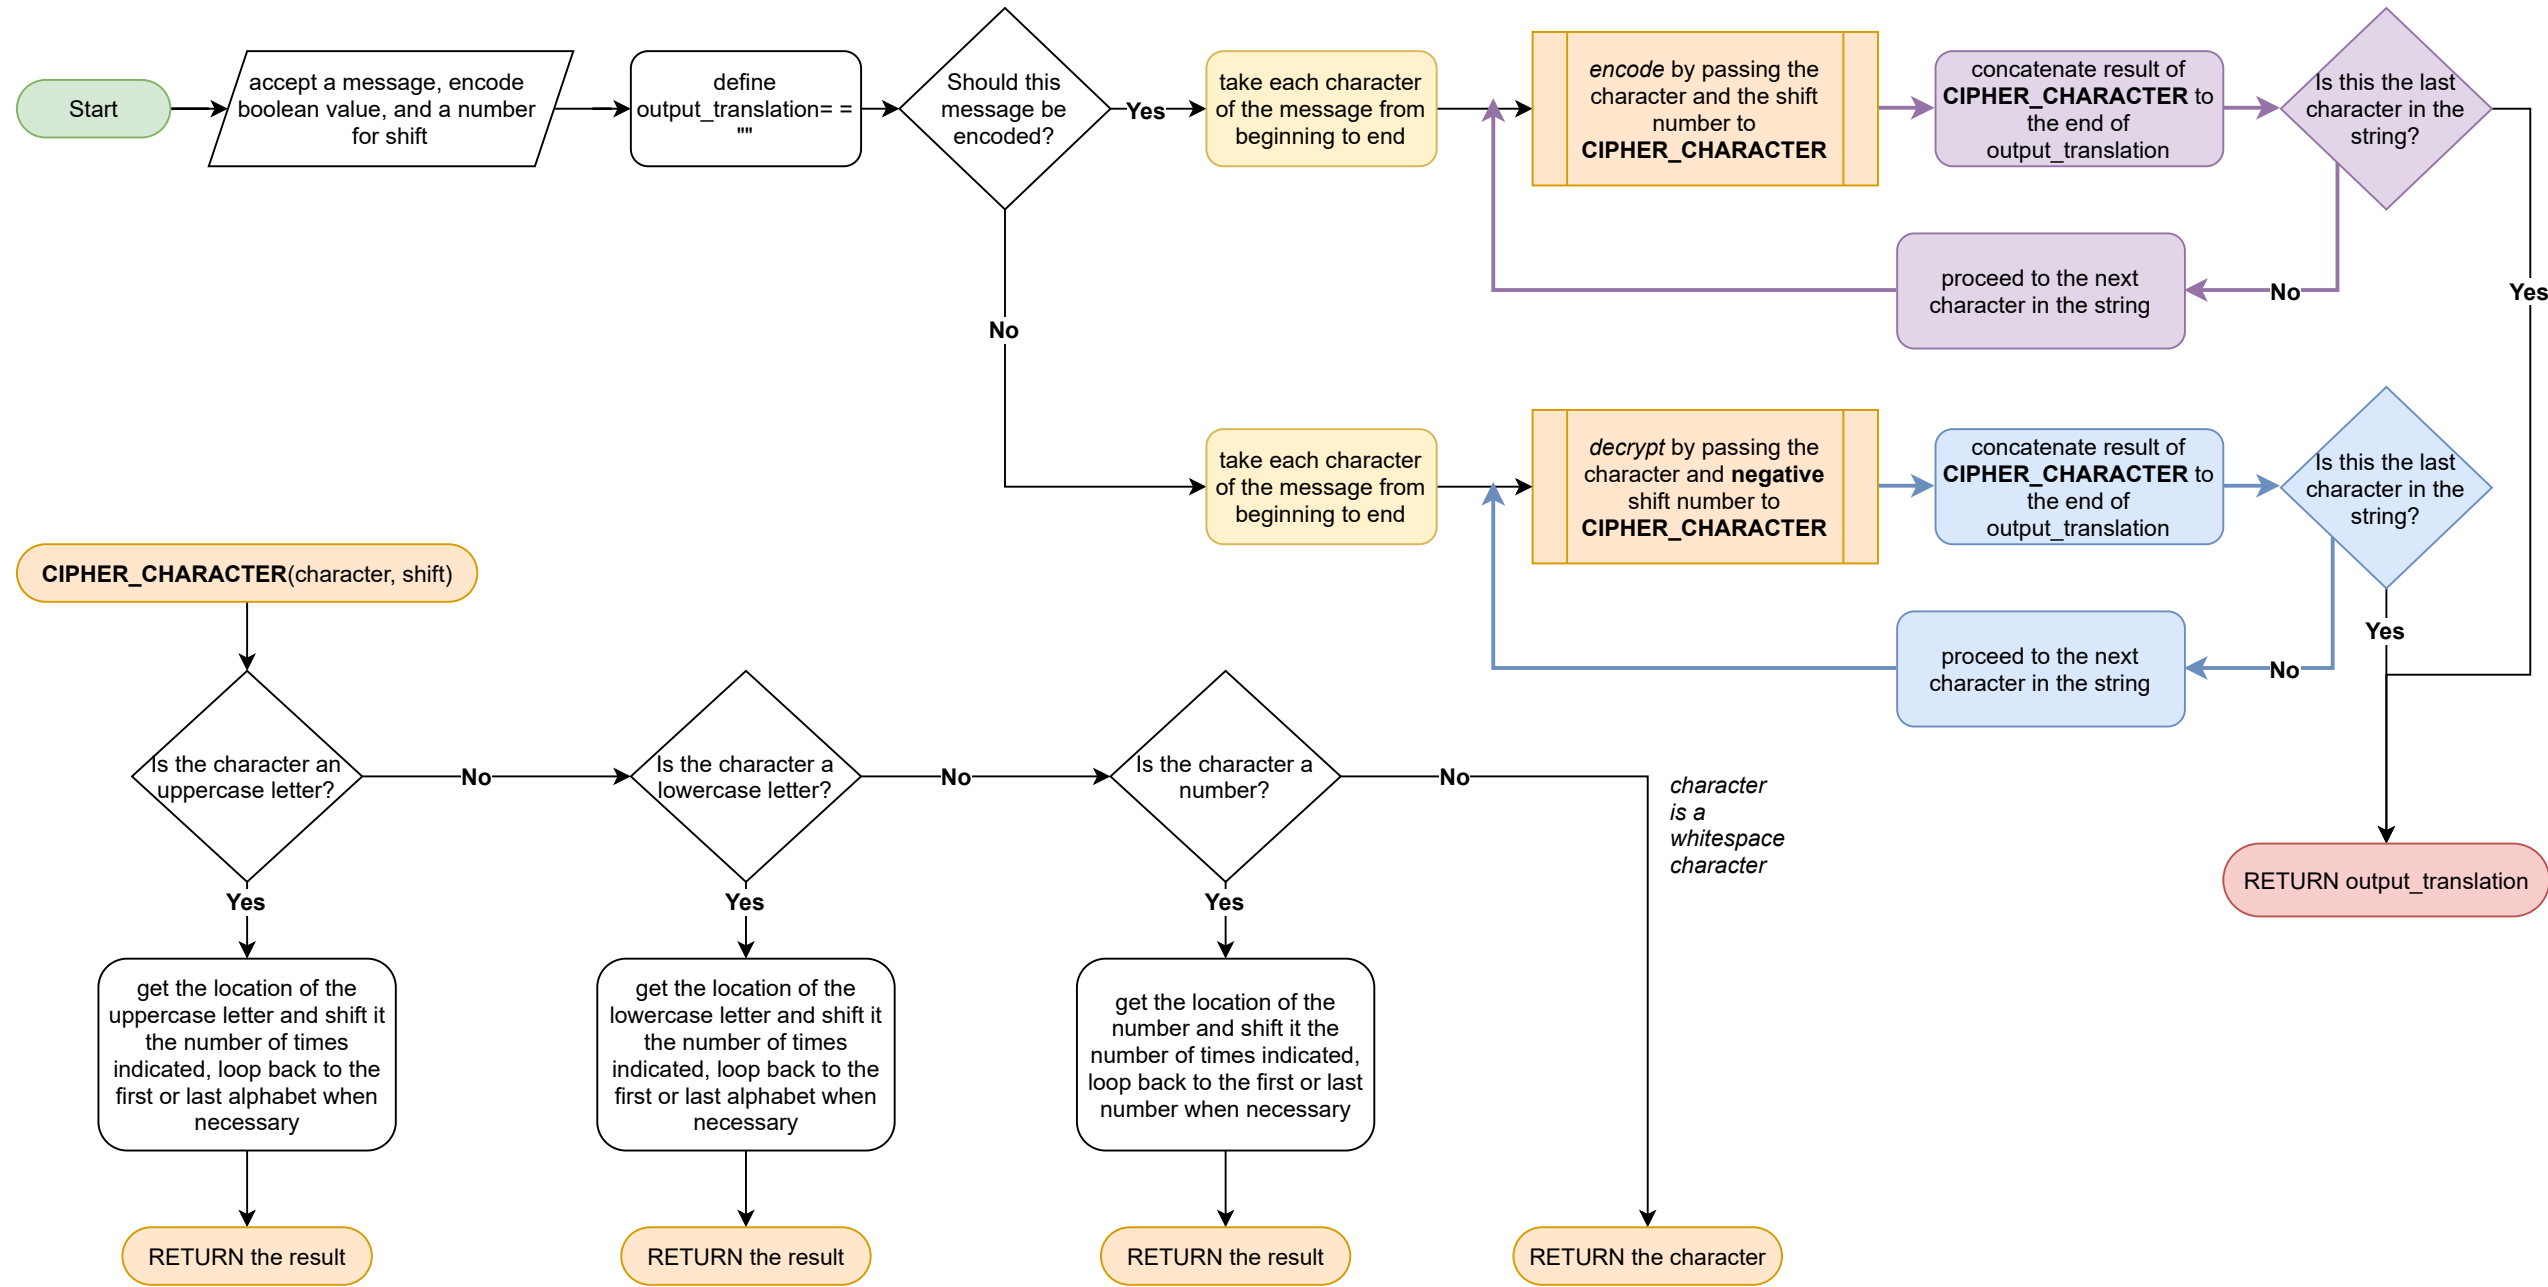 Start
accept a message, encode
boolean value, and a number
for shift
define
output_translation= =
""
Should this
message be
encoded?
Yes
take each character
of the message from
beginning to end
encode by passing the
character and the shift
number to
CIPHER_CHARACTER
concatenate result of
CIPHER_CHARACTER to
the end of
output_translation
Is this the last
character in the
string?
proceed to the next
character in the string
No
Yes
No
take each character
of the message from
beginning to end
decrypt by passing the
character and negative
shift number to
CIPHER_CHARACTER
concatenate result of
CIPHER_CHARACTER to
the end of
output_translation
Is this the last
character in the
string?
proceed to the next
character in the string
No
Yes
RETURN output_translation
CIPHER_CHARACTER(character, shift)
Is the character an
uppercase letter?
No
Is the character a
lowercase letter?
No
Is the character a
number?
No
character
is a
whitespace
character
Yes
Yes
Yes
get the location of the
uppercase letter and shift it
the number of times
indicated, loop back to the
first or last alphabet when
necessary
get the location of the
lowercase letter and shift it
the number of times
indicated, loop back to the
first or last alphabet when
necessary
get the location of the
number and shift it the
number of times indicated,
loop back to the first or last
number when necessary
RETURN the result
RETURN the result
RETURN the result
RETURN the character